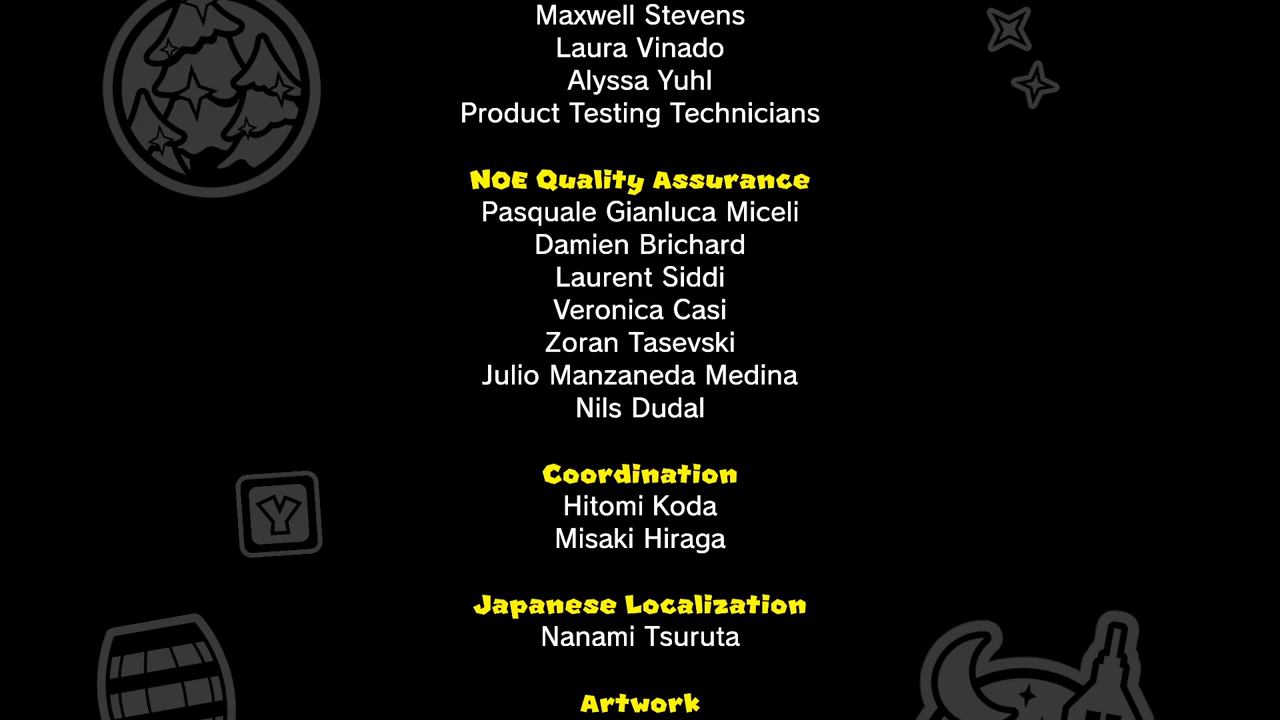 Maxwell Stevens
Laura Vinado
Alyssa Yuhl
Product Testing Technicians
NOE Quality Assurance
Pasquale Gianluca Miceli
Damien Brichard
Laurent Siddi
Veronica Casi
Zoran Tasevski
Julio Manzaneda Medina
Nils Dudal
Coordination
Hitomi Koda
Misaki Hiraga
Y
Japanese Localization
Nanami Tsuruta
Artwork